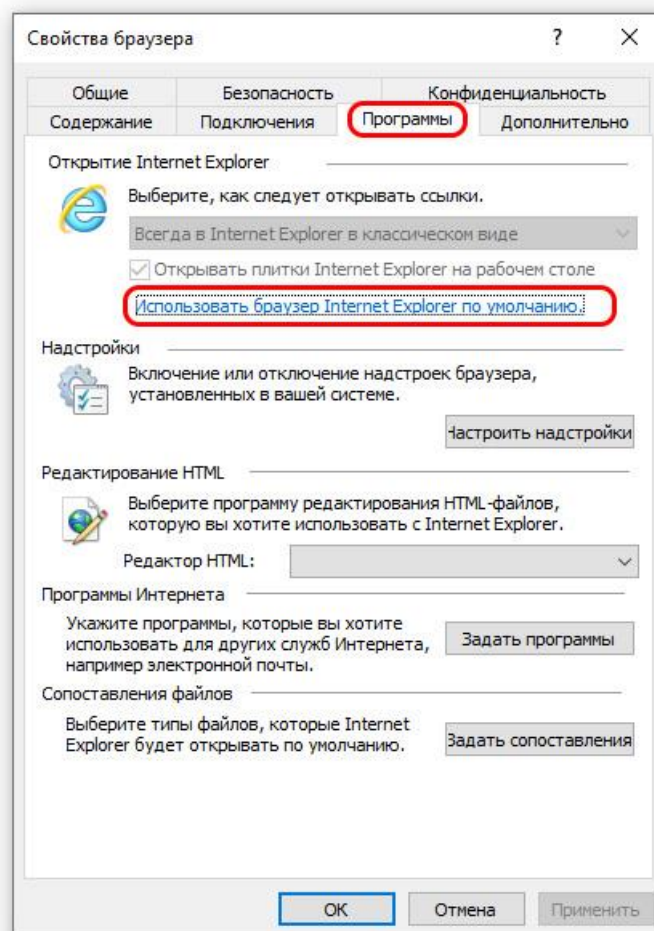 Свойства браузера ?
Общие Безопасность Конфиденциальность
Содержание Подключения Программы Дополнительно
Открытие Internet Explorer
Выберите, как следует открывать ссылки.
Всегда в Internet Explorer в классическом виде
Открывать плитки Internet Explorer на рабочем столе
Использовать браузер Internet Explorer по умолчанию.
Надстройки
Включение или отключение надстроек браузера,
установленных в вашей системе.
Настроить надстройки
Редактирование HTML
Выберите программу редактирования HTML-файлов,
которую вы хотите использовать с Internet Explorer.
Редактор HTML:
Программы Интернета
Укажите программы, которые вы хотите
использовать для других служб Интернета,
например электронной почты.
Задать программы
Сопоставления файлов
Выберите типы файлов, которые Internet
Explorer будет открывать по умолчанию.
Задать сопоставления
OK Отмена Применить